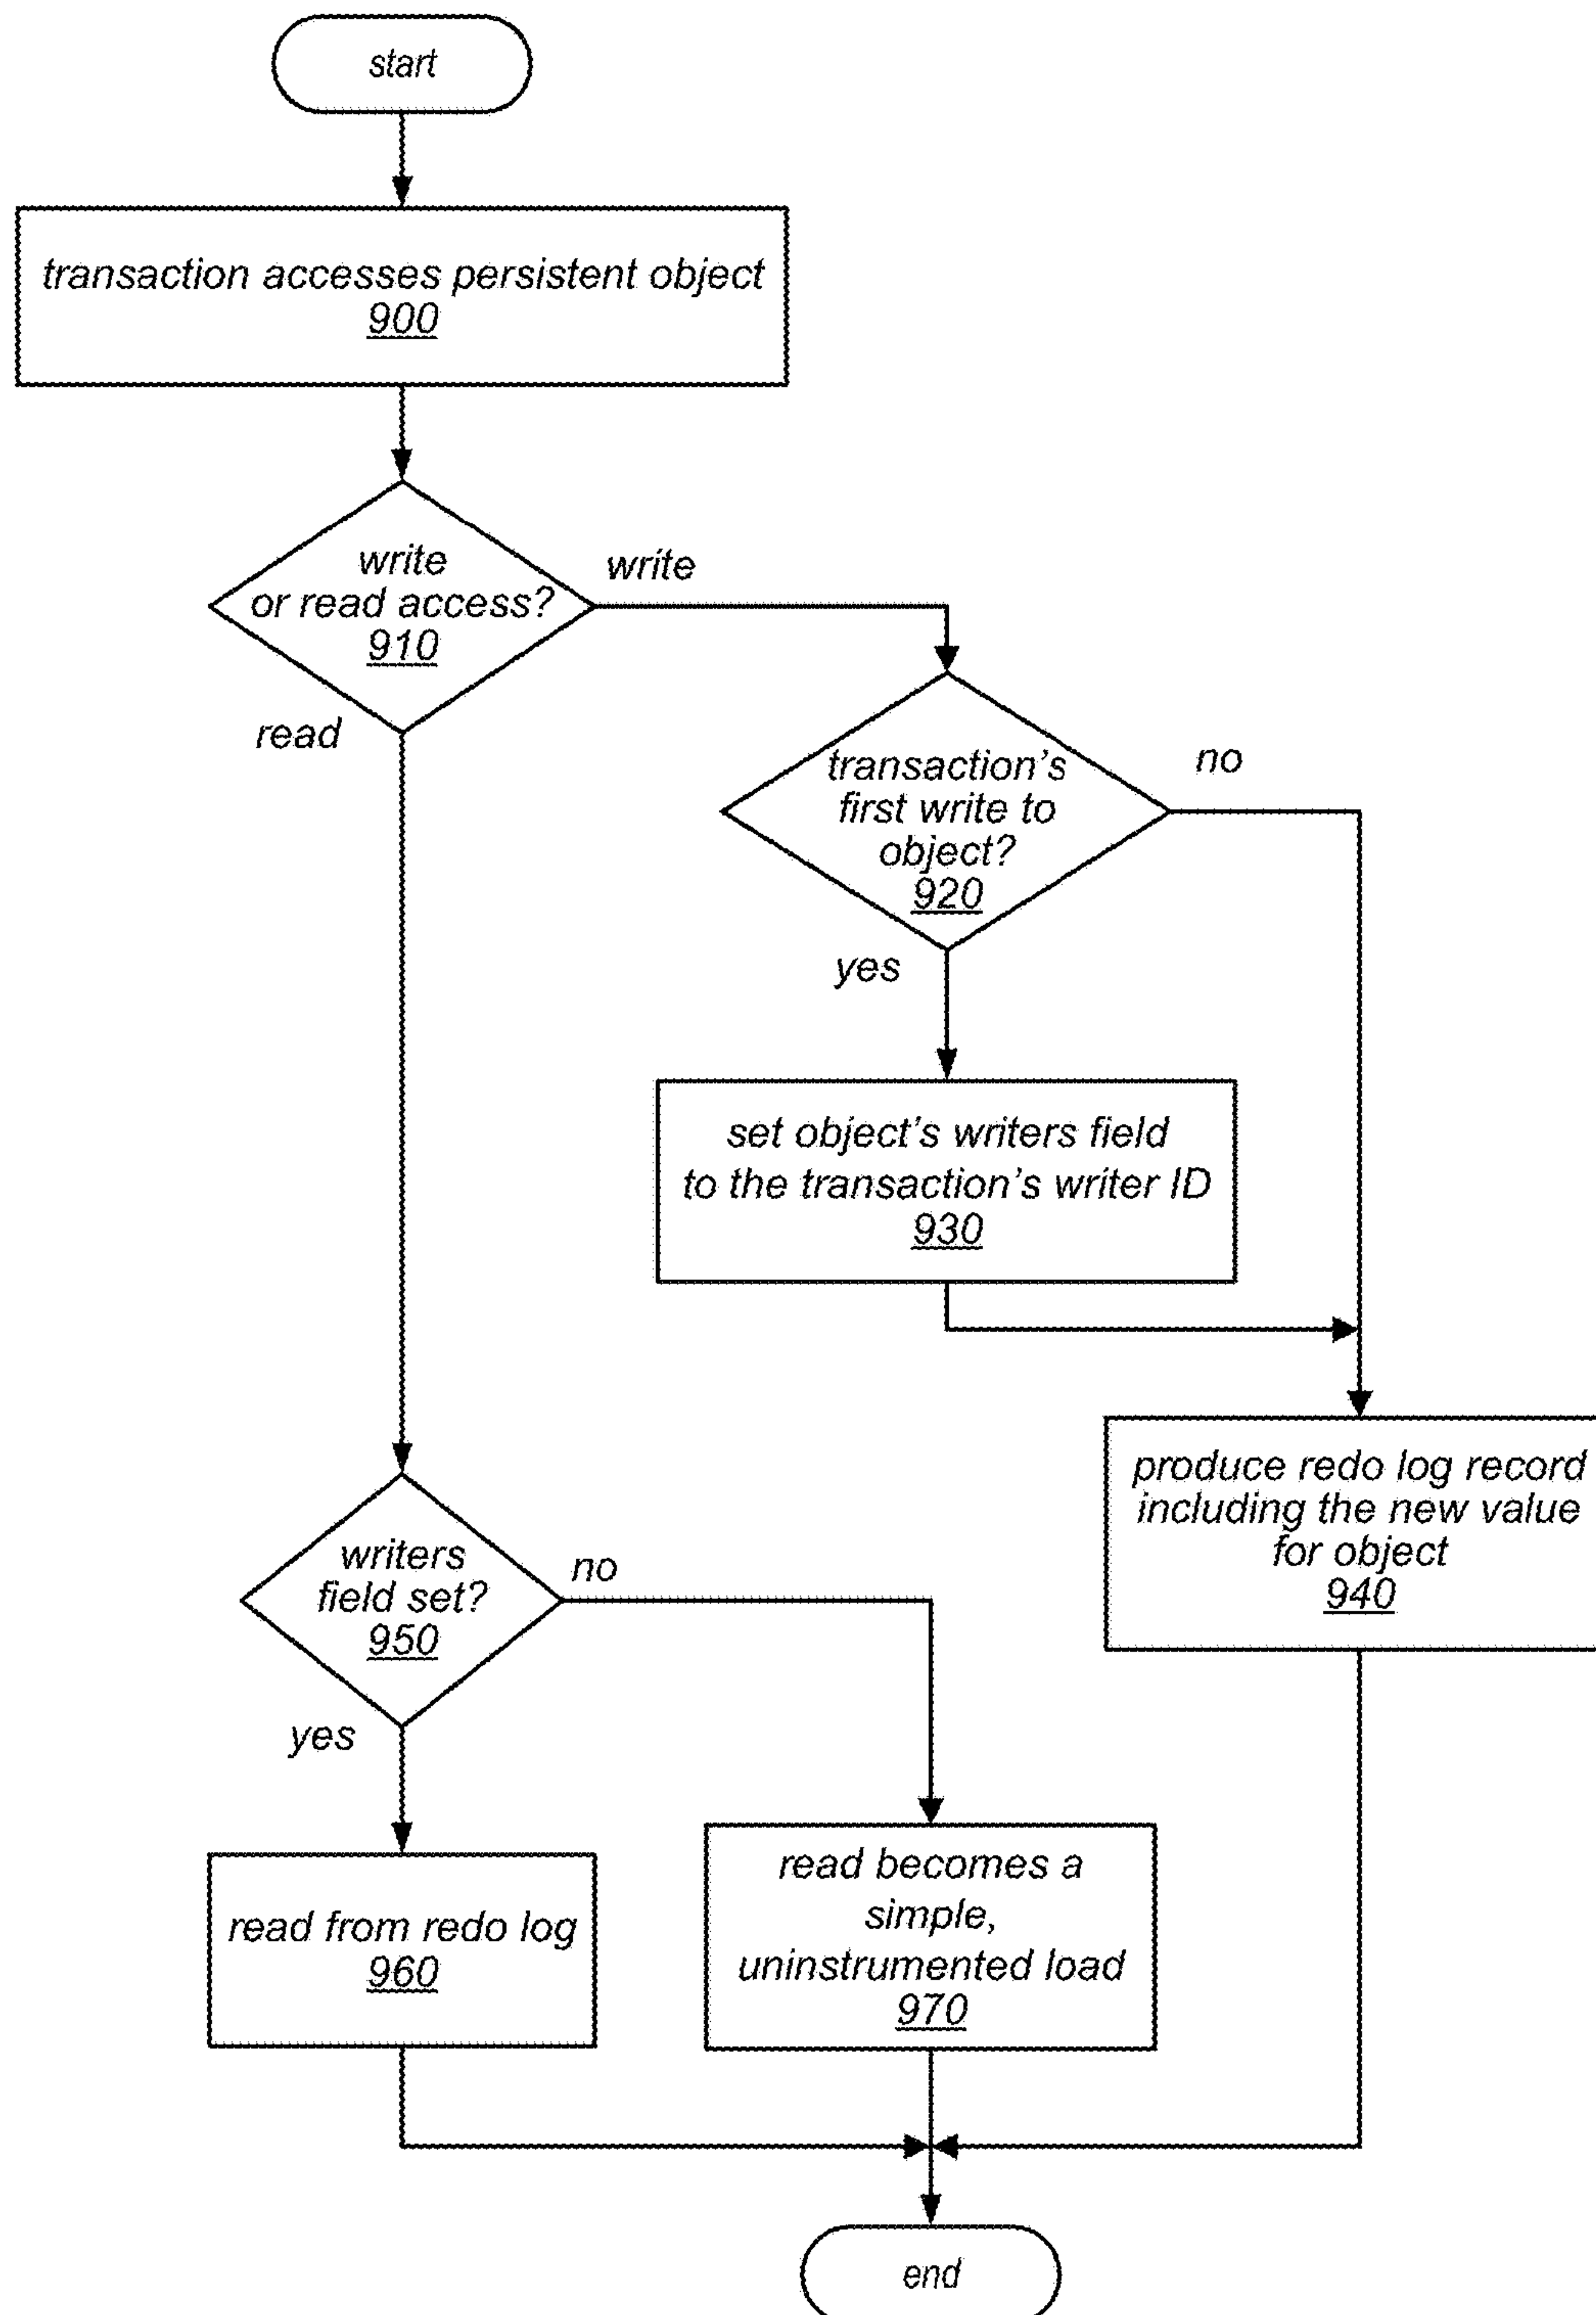 start
transaction accesses persistent object
900
write
or read access?
910
write
read
transaction's
first write to
object?
920
no
yes
set object's writers field
to the transaction's writer ID
930
produce redo log record
including the new value
for object
940
writers
field set?
950
no
yes
read from redo log
960
read becomes a
simple,
uninstrumented load
970
end